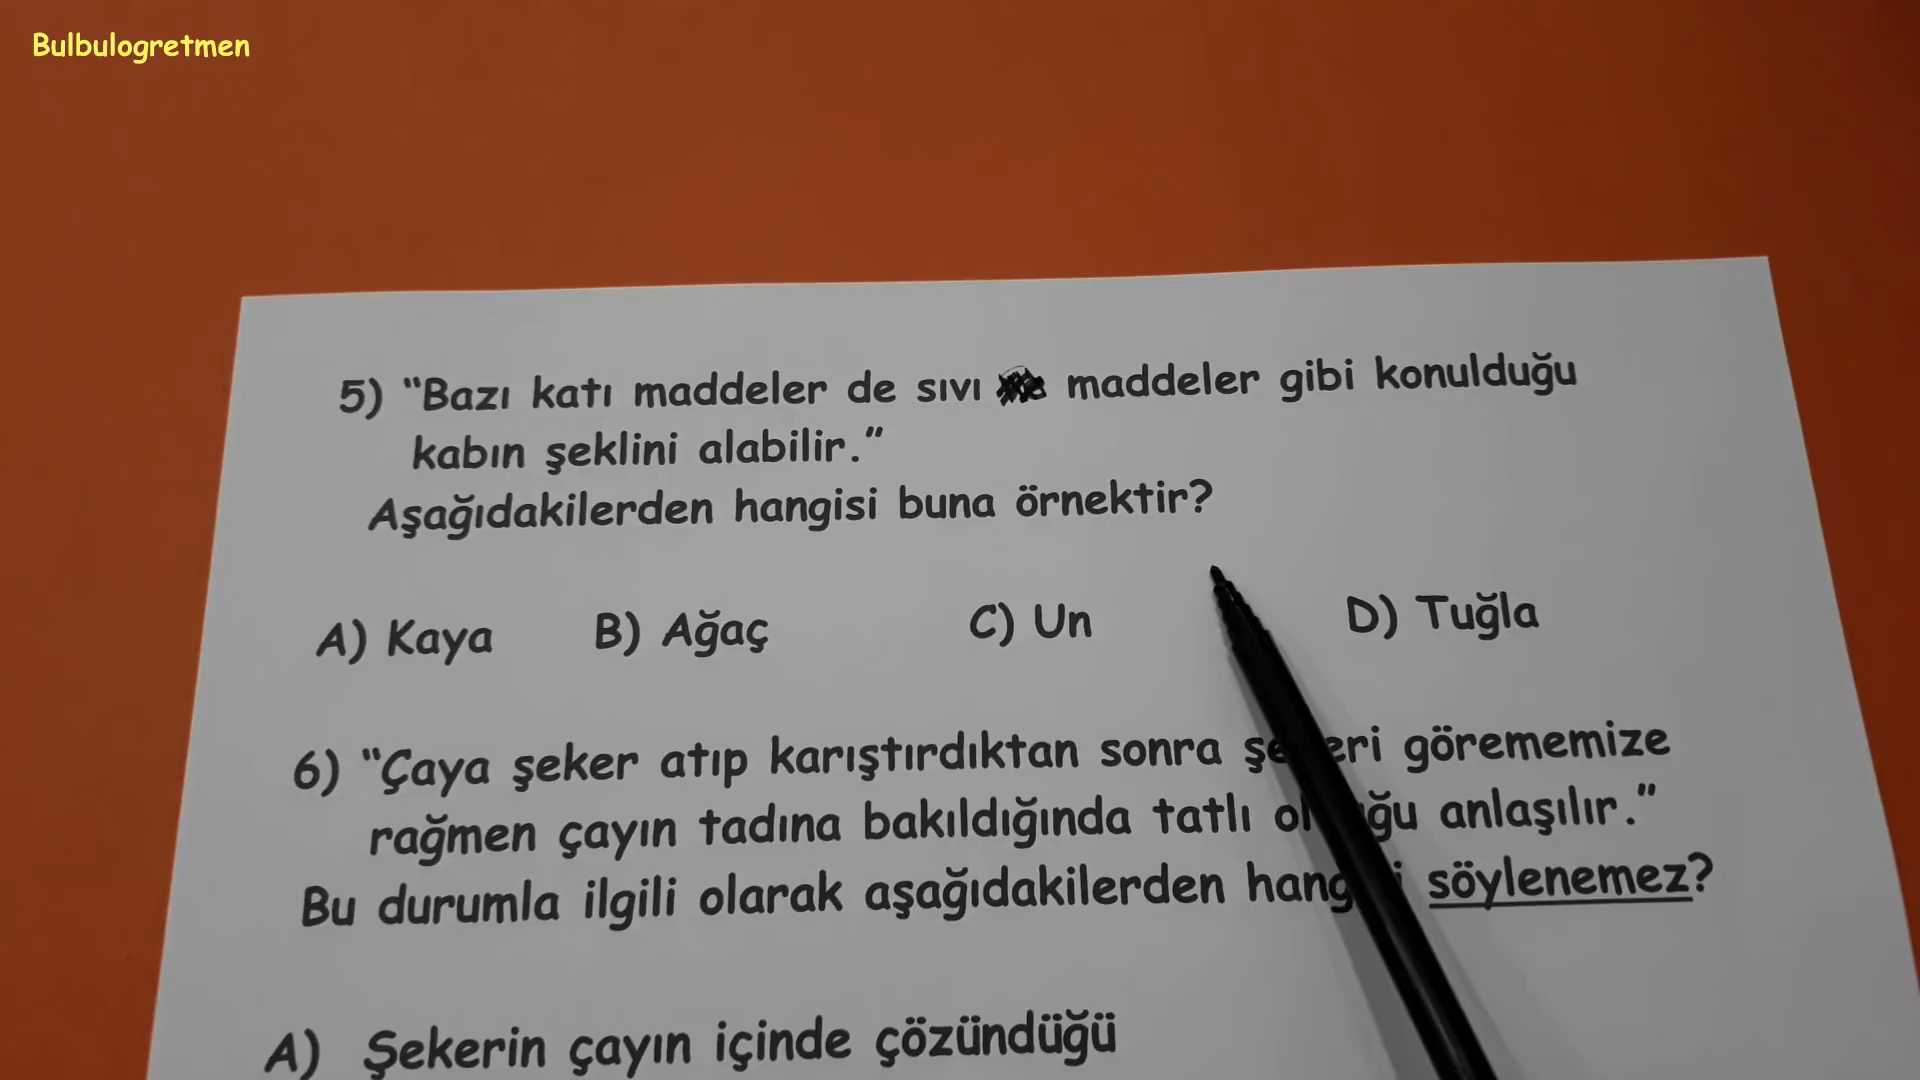 Bulbulogretmen
5) "Bazı katı maddeler de sıvı maddeler gibi konulduğu
kabın şeklini alabilir."
Aşağıdakilerden hangisi buna örnektir?
A) Kaya B) Ağaç C) Un D) Tuğla
6) "Çaya şeker atıp karıştırdıktan sonra görememize
rağmen çayın tadına bakıldığında tatlı anlaşılır."
Bu durumla ilgili olarak aşağıdakilerden söylenemez?
A) Şekerin çayın içinde çözündüğü